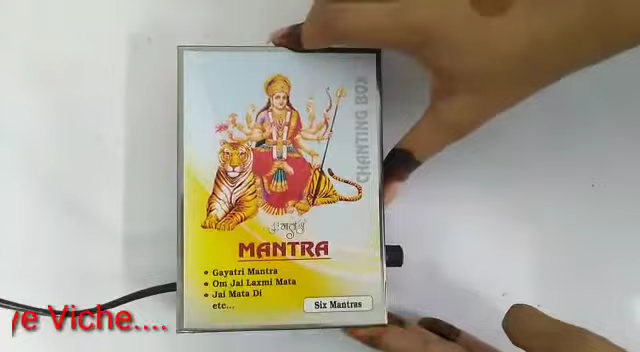 CHANTING BOX
MANTRA
• Gayatri Mantra
• Om Jai Laxmi Mata
• Jai Mata Di
etc...
Six Mantras
Viche....